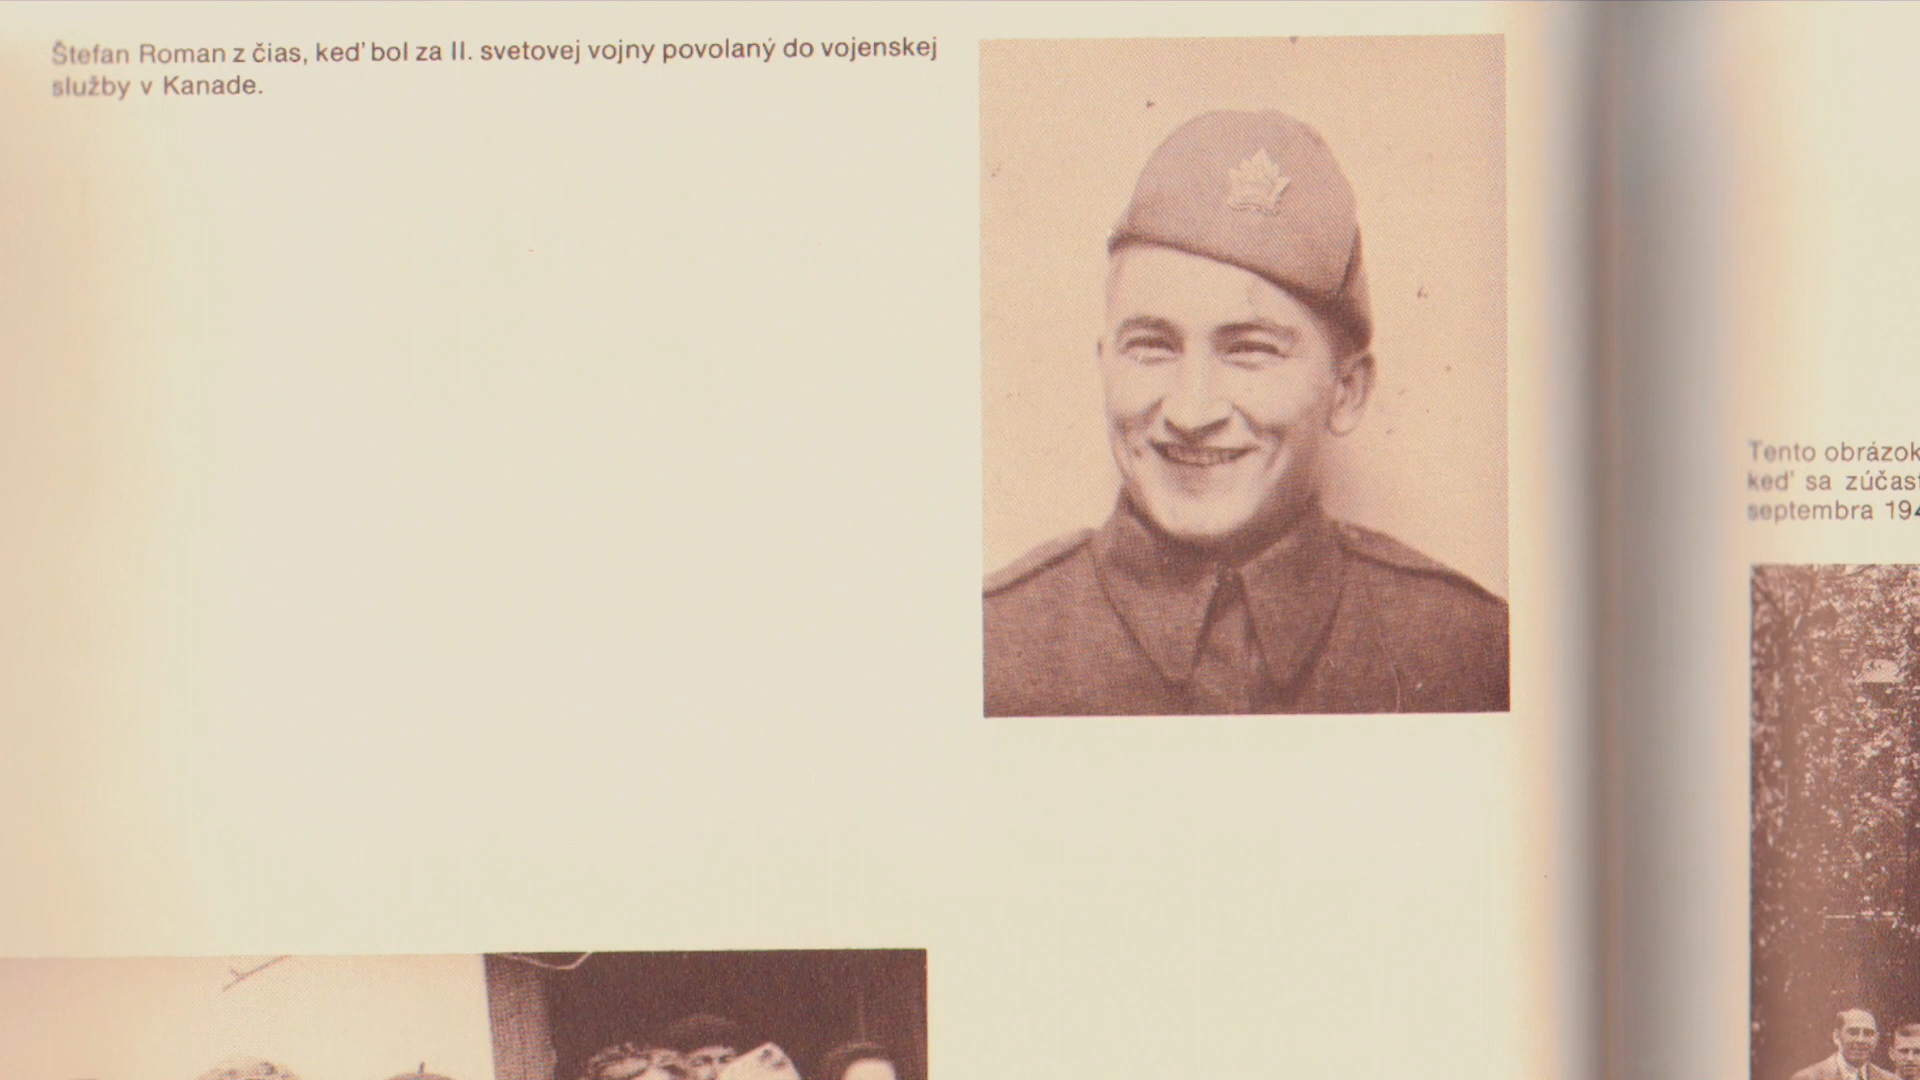 Štefan Roman z čias, keď bol za II. svetovej vojny povolaný do vojenskej
služby v Kanade.
Tento obrázok
keď sa zúčast
septembra 194